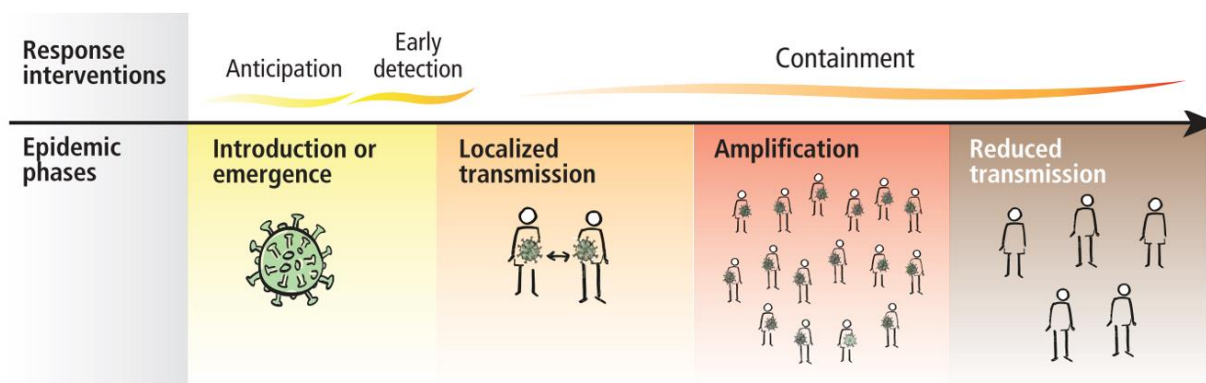 Response
interventions
Anticipation
Early
detection
Containment
Epidemic
phases
Introduction or
emergence
Localized
transmission
Amplification
Reduced
transmission